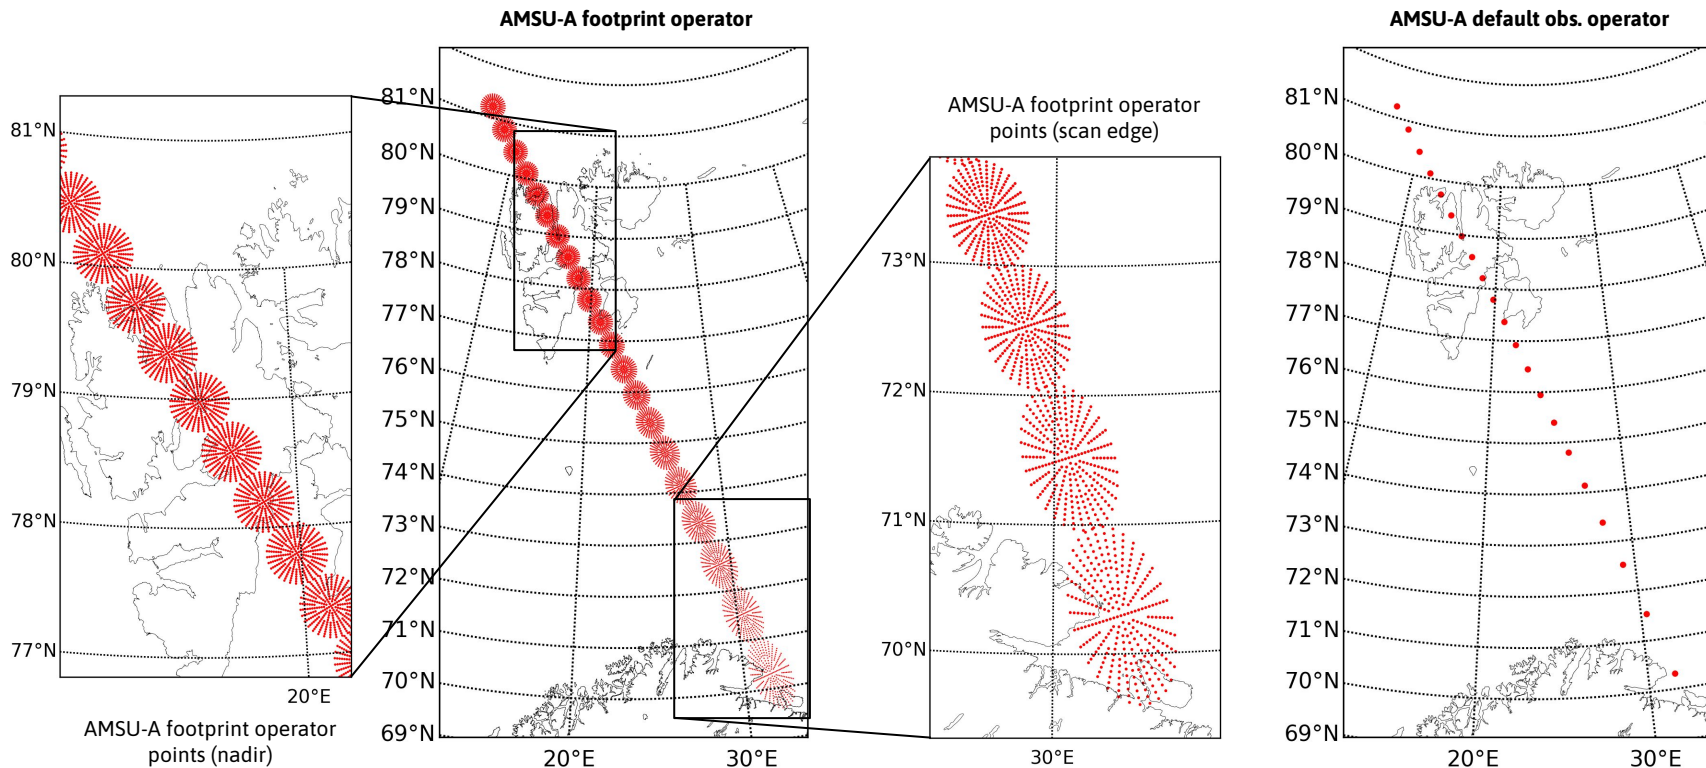 AMSU-A footprint operator
AMSU-A default obs. operator
81°N
80°N
79°N
78°N
77°N
20°E
AMSU-A footprint operator
points (nadir)
81°N
80°N
79°N
78°N
77°N
76°N
75°N
74°N
73°N
72°N
71°N
70°N
69°N
20°E
30°E
AMSU-A footprint operator
points (scan edge)
73°N
72°N
71°N
70°N
30°E
81°N
80°N
79°N
78°N
77°N
76°N
75°N
74°N
73°N
72°N
71°N
70°N
69°N
20°E
30°E